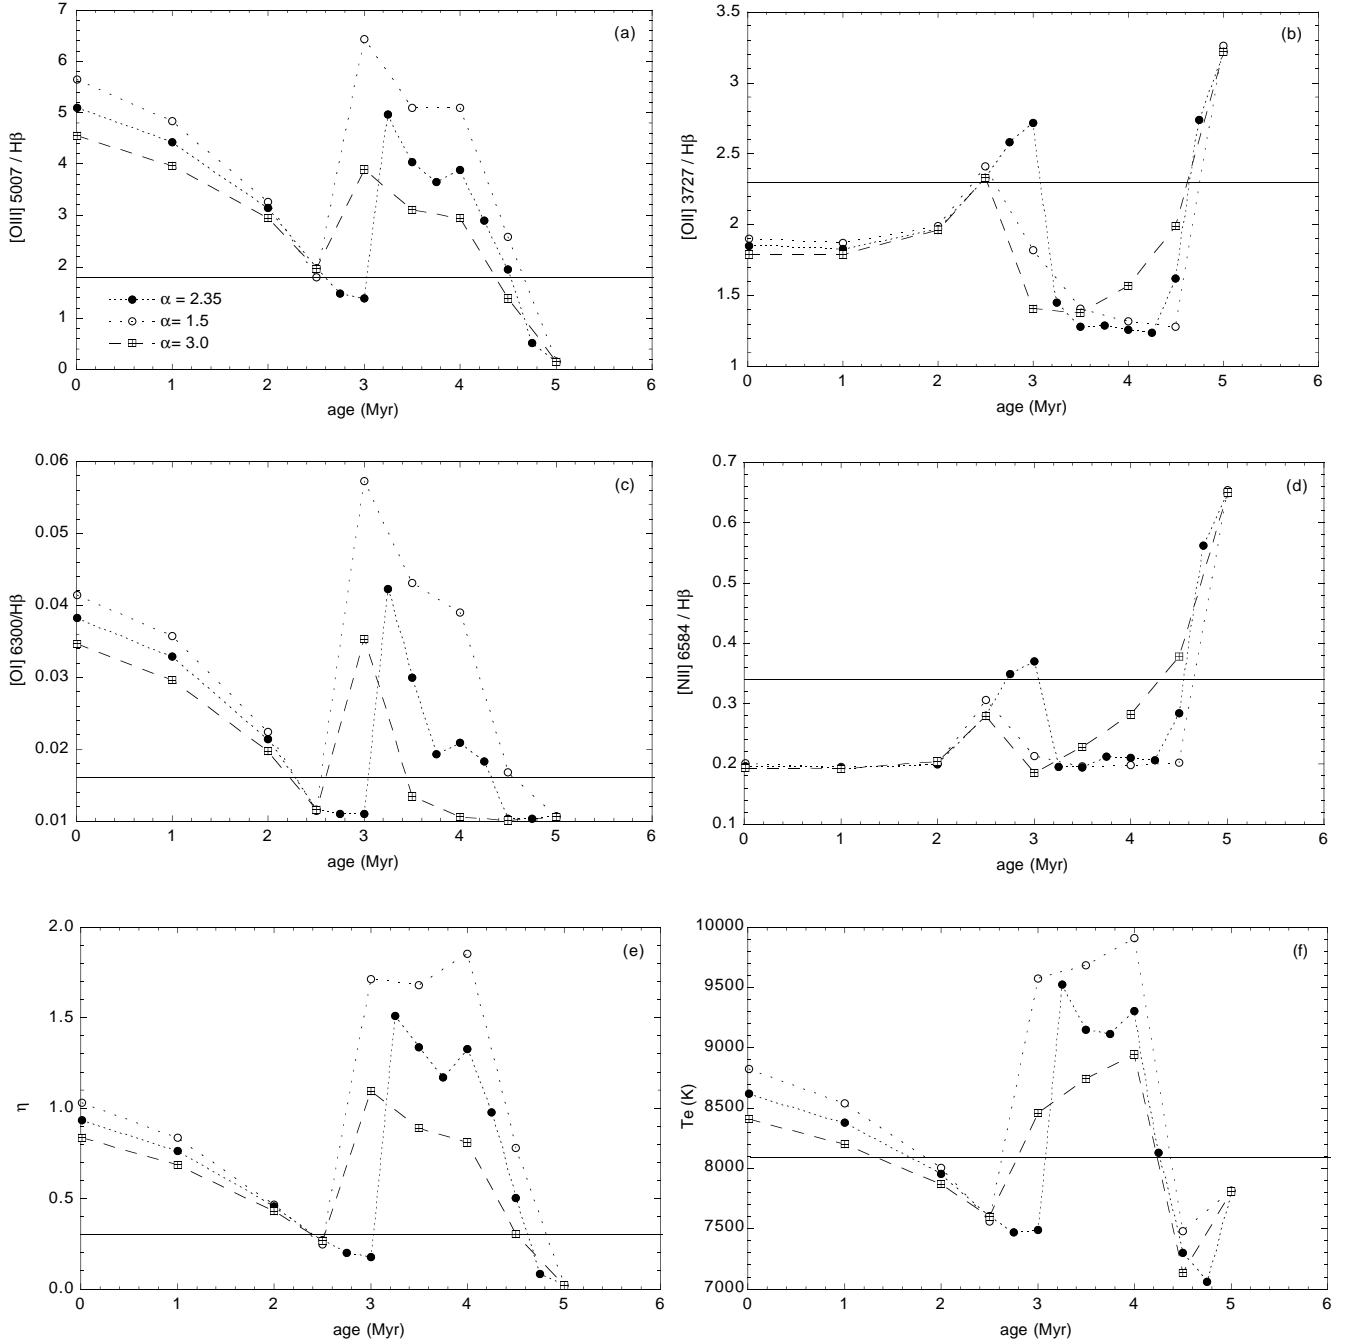 7
6
5
4
3
2
1
0
[OIII] 5007 / Hβ
(a)
α = 2.35
α= 1.5
α= 3.0
0 1 2 3 4 5 6
age (Myr)
3.5
3
2.5
2
1.5
1
[OII] 3727 / Hβ
(b)
0 1 2 3 4 5 6
age (Myr)
0.06
0.05
0.04
0.03
0.02
0.01
[OI] 6300/Hβ
(c)
0 1 2 3 4 5 6
age (Myr)
0.7
0.6
0.5
0.4
0.3
0.2
0.1
[NII] 6584 / Hβ
(d)
0 1 2 3 4 5 6
age (Myr)
2.0
1.5
1.0
0.5
0.0
η
(e)
0 1 2 3 4 5 6
age (Myr)
10000
9500
9000
8500
8000
7500
7000
Te (K)
(f)
0 1 2 3 4 5 6
age (Myr)